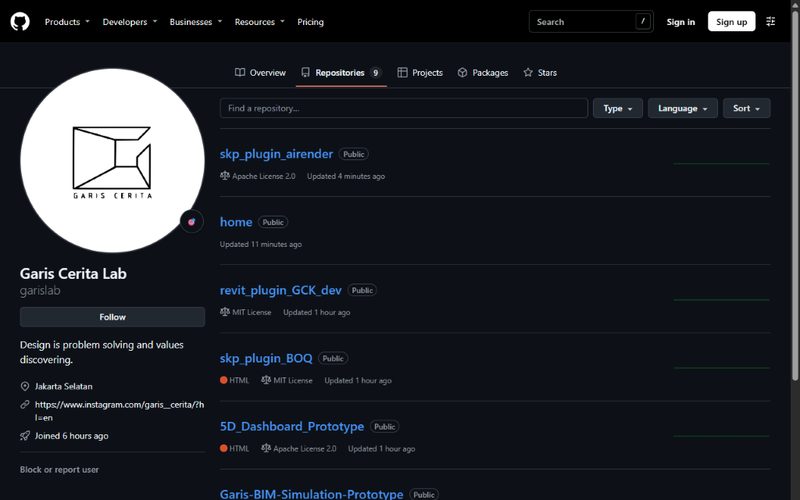 Products Developers Businesses Resources Pricing Search / Sign in Sign up
Overview Repositories 9 Projects Packages Stars
Find a repository... Type Language Sort
GARIS CERITA
Garis Cerita Lab
garislab
Follow
Design is problem solving and values
discovering.
Jakarta Selatan
https://www.instagram.com/garis__cerita/?h
l=en
Joined 6 hours ago
Block or report user
skp_plugin_airender Public
Apache License 2.0 Updated 4 minutes ago
home Public
Updated 11 minutes ago
revit_plugin_GCK_dev Public
MIT License Updated 1 hour ago
skp_plugin_BOQ Public
HTML MIT License Updated 1 hour ago
5D_Dashboard_Prototype Public
HTML Apache License 2.0 Updated 1 hour ago
Garis-BIM-Simulation-Prototype Public